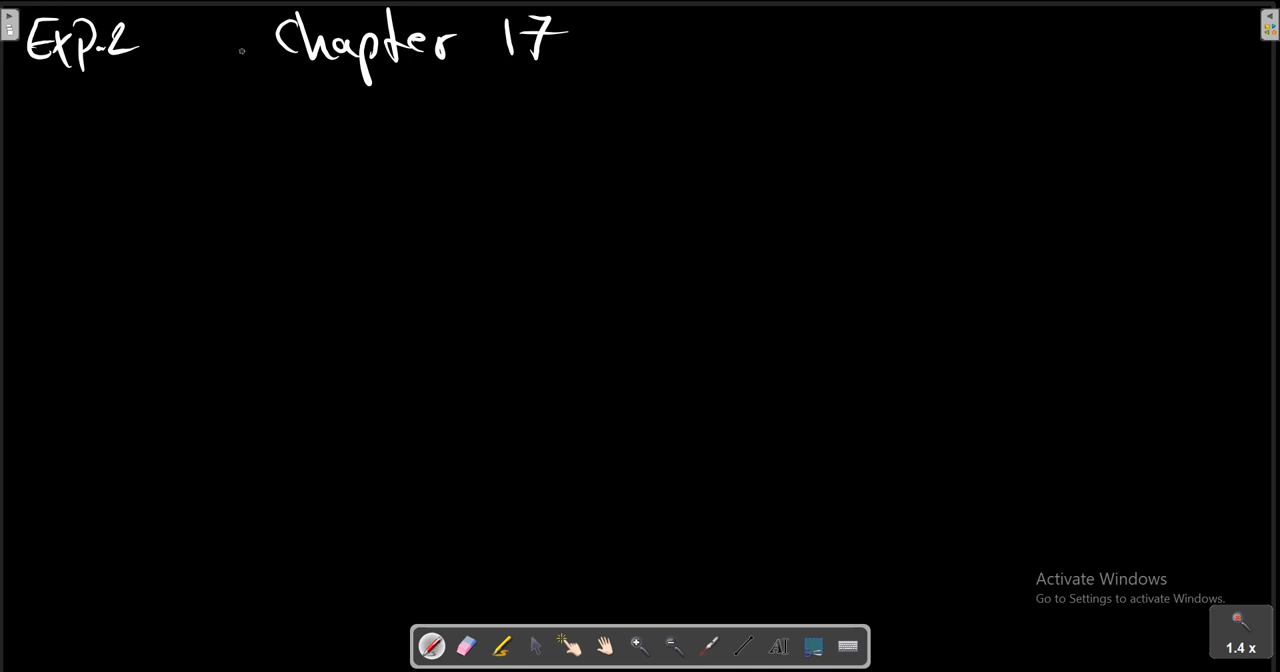 Exp.2 Chapter 17
Activate Windows
Go to Settings to activate Windows.
1.4 x